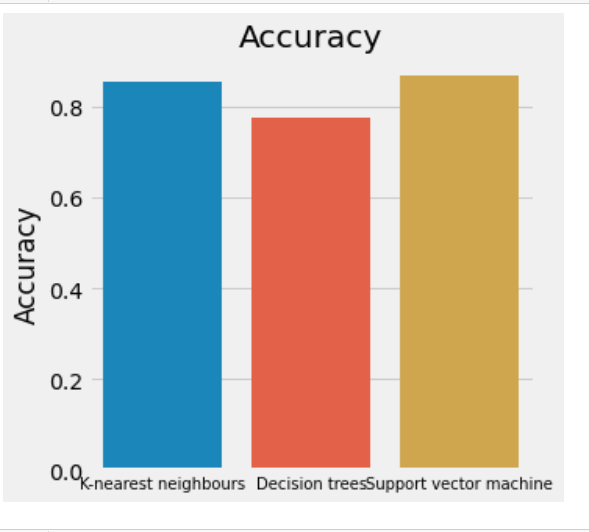 Accuracy
Accuracy
0.8
0.6
0.4
0.2
0.0
K-nearest neighbours
Decision trees
Support vector machine